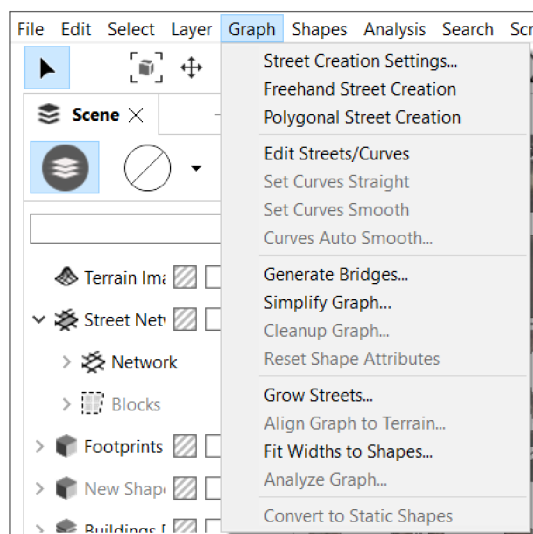 File Edit Select Layer Graph Shapes Analysis Search Scr
Street Creation Settings...
Freehand Street Creation
Polygonal Street Creation
Scene
Edit Streets/Curves
Set Curves Straight
Set Curves Smooth
Curves Auto Smooth...
Generate Bridges...
Simplify Graph...
Cleanup Graph...
Reset Shape Attributes
Grow Streets...
Align Graph to Terrain...
Fit Widths to Shapes...
Analyze Graph...
Convert to Static Shapes
Terrain Ima
Street Net
Network
Blocks
Footprints
New Shap
Buildings